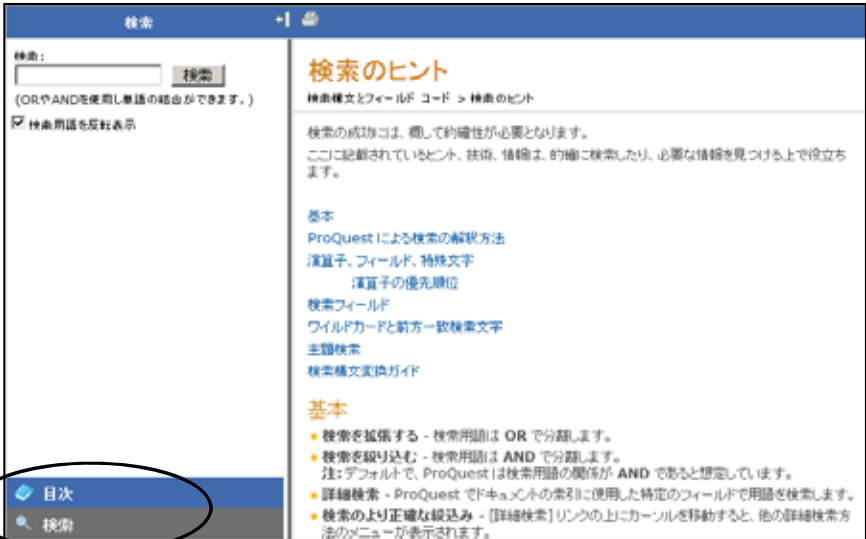 検索
検索:
検索
(ORやANDを使用し単語の結合ができます。)
検索用語を反転表示
目次
検索
検索のヒント
検索構文とフィールド コード > 検索のヒント
検索の成功には、概して的確性が必要となります。
ここに記載されているヒント、技術、情報は、的確に検索したり、必要な情報を見つける上で役立ち
ます。
基本
ProQuest による検索の解釈方法
演算子、フィールド、特殊文字
演算子の優先順位
検索フィールド
ワイルドカードと前方一致検索文字
主題検索
検索構文変換ガイド
基本
検索を拡張する - 検索用語は OR で分離します。
検索を絞り込む - 検索用語は AND で分離します。
注:デフォルトで、ProQuest は検索用語の関係が AND であると想定しています。
詳細検索 - ProQuest でドキュメントの索引に使用した特定のフィールドで用語を検索します。
検索のより正確な絞込み - [詳細検索] リンクの上にカーソルを移動すると、他の詳細検索方
法のメニューが表示されます。